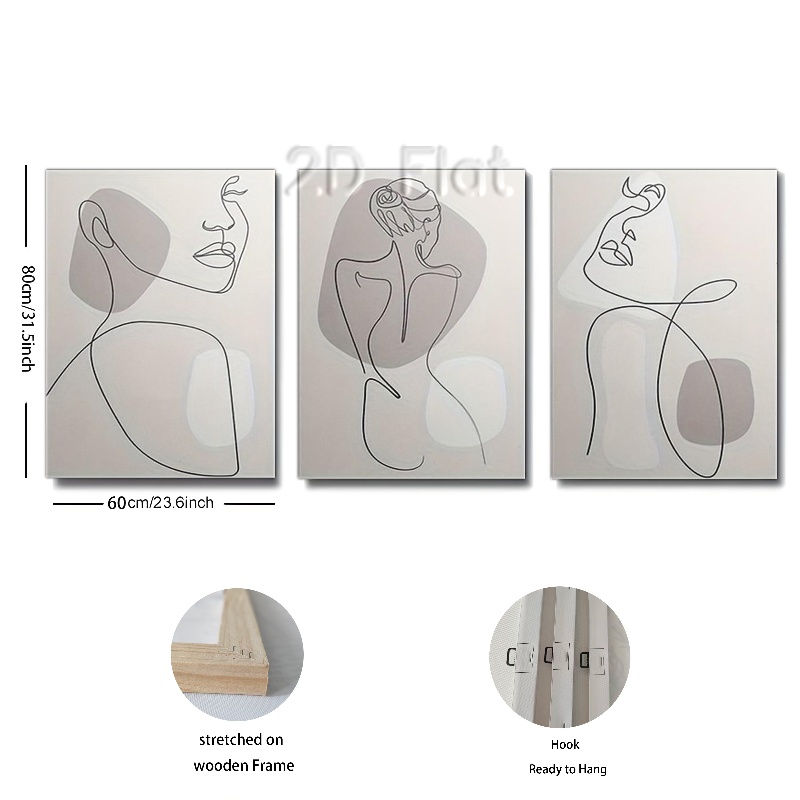 2D Flat
80cm/31.5inch
60cm/23.6inch
stretched on
wooden Frame
Hook
Ready to Hang